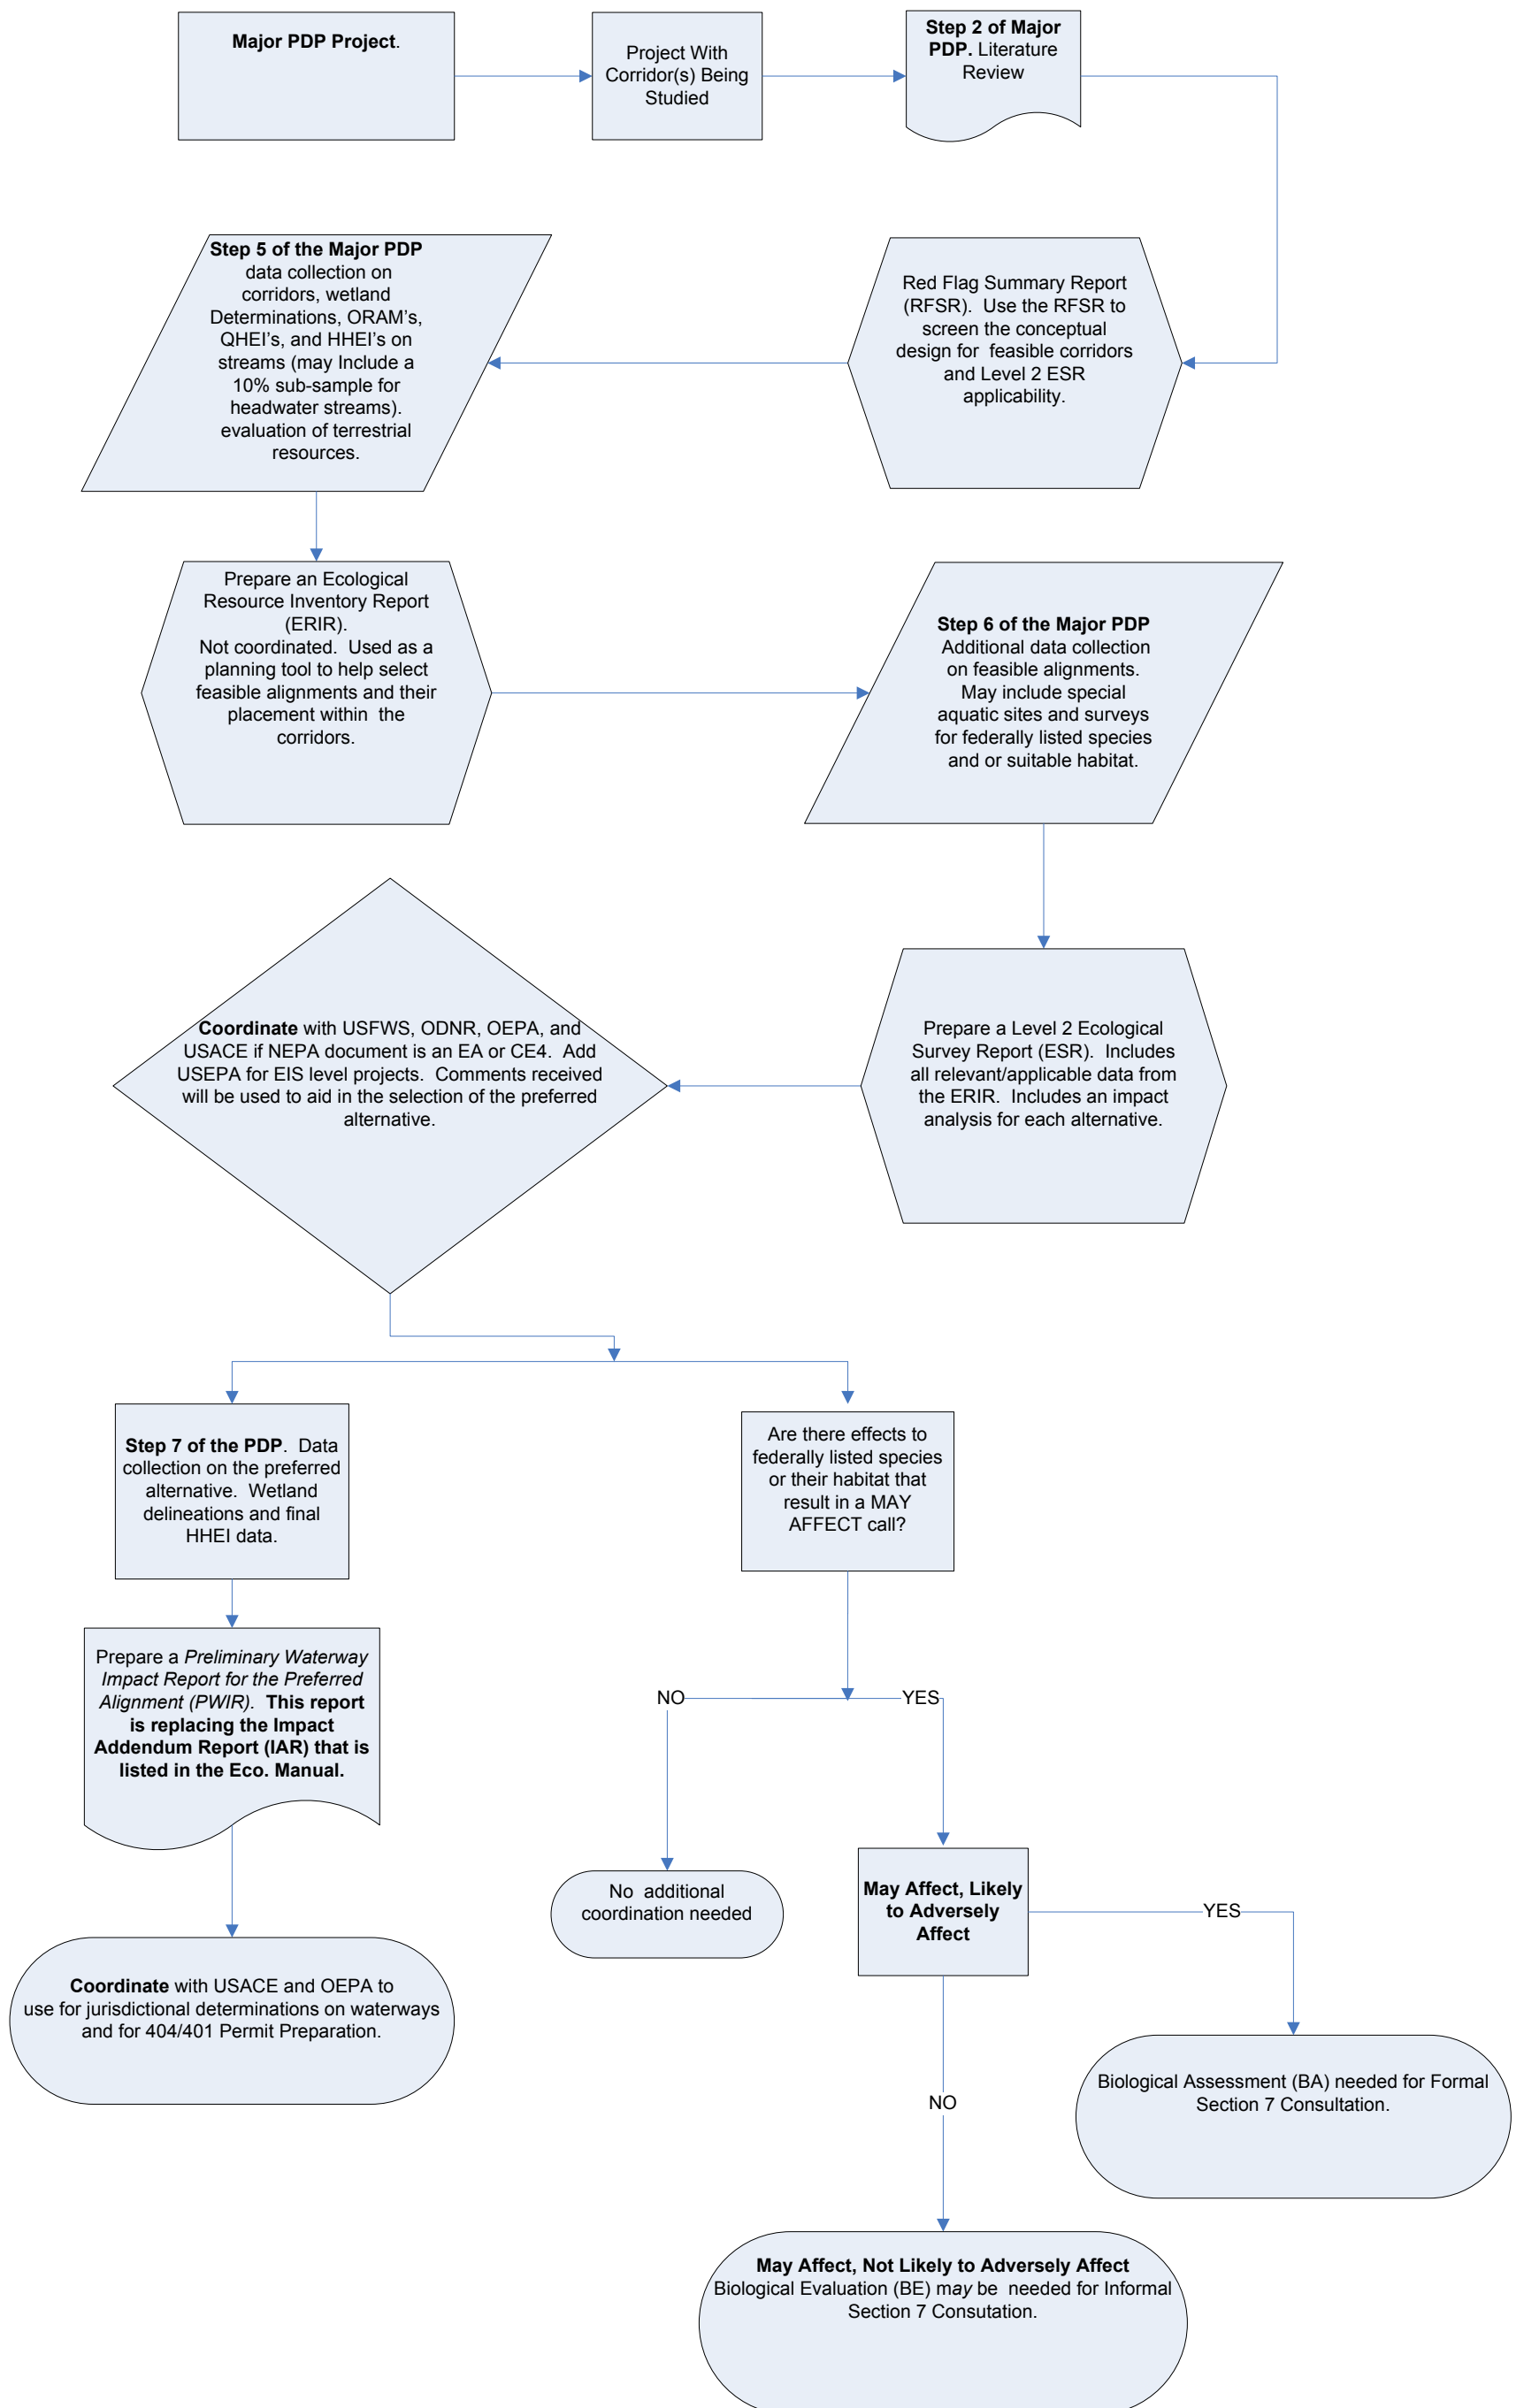 Major PDP Project.
Project With
Corridor(s) Being
Studied
Step 2 of Major
PDP. Literature
Review
Red Flag Summary Report
(RFSR). Use the RFSR to
screen the conceptual
design for feasible corridors
and Level 2 ESR
applicability.
Step 5 of the Major PDP
data collection on
corridors, wetland
Determinations, ORAM's,
QHEI's, and HHEI's on
streams (may Include a
10% sub-sample for
headwater streams).
evaluation of terrestrial
resources.
Prepare an Ecological
Resource Inventory Report
(ERIR).
Not coordinated. Used as a
planning tool to help select
feasible alignments and their
placement within the
corridors.
Step 6 of the Major PDP
Additional data collection
on feasible alignments.
May include special
aquatic sites and surveys
for federally listed species
and or suitable habitat.
Prepare a Level 2 Ecological
Survey Report (ESR). Includes
all relevant/applicable data from
the ERIR. Includes an impact
analysis for each alternative.
Coordinate with USFWS, ODNR, OEPA, and
USACE if NEPA document is an EA or CE4. Add
USEPA for EIS level projects. Comments received
will be used to aid in the selection of the preferred
alternative.
Step 7 of the PDP. Data
collection on the preferred
alternative. Wetland
delineations and final
HHEI data.
Prepare a Preliminary Waterway
Impact Report for the Preferred
Alignment (PWIR). This report
is replacing the Impact
Addendum Report (IAR) that is
listed in the Eco. Manual.
Coordinate with USACE and OEPA to
use for jurisdictional determinations on waterways
and for 404/401 Permit Preparation.
Are there effects to
federally listed species
or their habitat that
result in a MAY
AFFECT call?
NO
YES
No additional
coordination needed
May Affect, Likely
to Adversely
Affect
YES
Biological Assessment (BA) needed for Formal
Section 7 Consultation.
NO
May Affect, Not Likely to Adversely Affect
Biological Evaluation (BE) may be needed for Informal
Section 7 Consutation.